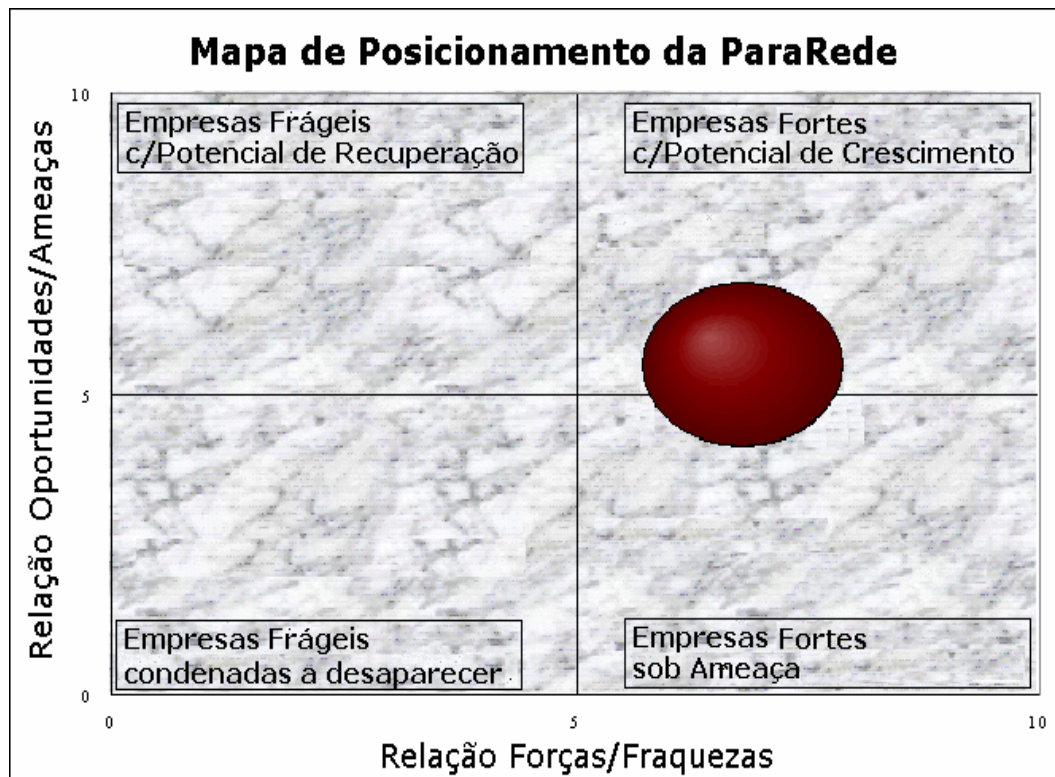 Mapa de Posicionamento da ParaRede
10
Empresas Frágeis
c/Potencial de Recuperação
Empresas Fortes
c/Potencial de Crescimento
Relação Oportunidades/Ameaças
5
Empresas Frágeis
condenadas a desaparecer
Empresas Fortes
sob Ameaça
0
0
5
10
Relação Forças/Fraquezas